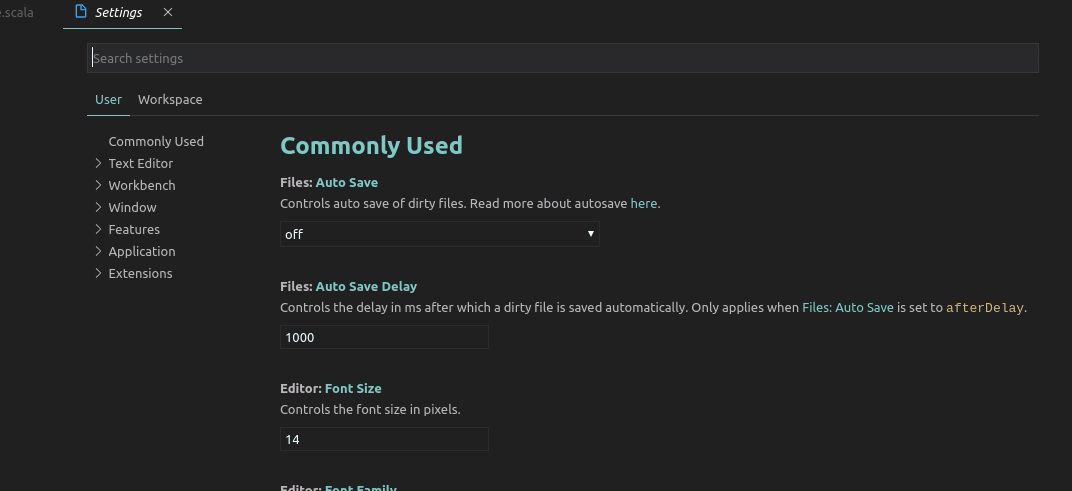 e.scala Settings
Search settings
User Workspace
Commonly Used
Text Editor
Workbench
Window
Features
Application
Extensions
Commonly Used
Files: Auto Save
Controls auto save of dirty files. Read more about autosave here.
off
Files: Auto Save Delay
Controls the delay in ms after which a dirty file is saved automatically. Only applies when Files: Auto Save is set to afterDelay.
1000
Editor: Font Size
Controls the font size in pixels.
14
Editor: Font Family